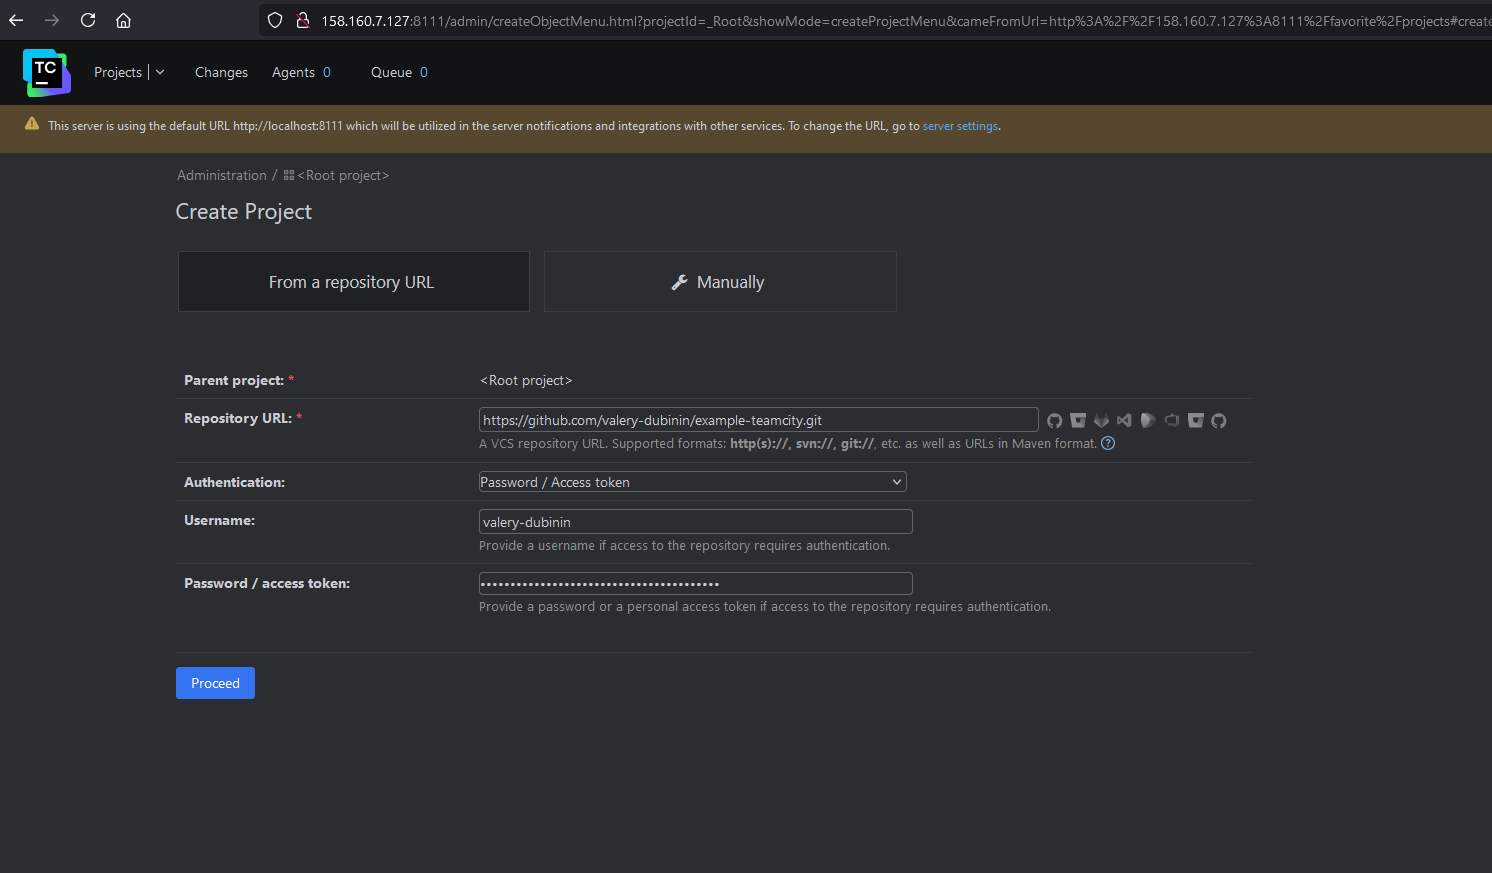 158.160.7.127:8111/admin/createObjectMenu.html?projectId=_Root&showMode=createProjectMenu&cameFromUrl=http%3A%2F%2F158.160.7.127%3A8111%2Ffavorite%2Fprojects#create
TC Projects Changes Agents 0 Queue 0
This server is using the default URL http://localhost:8111 which will be utilized in the server notifications and integrations with other services. To change the URL, go to server settings.
Administration / <Root project>
Create Project
From a repository URL Manually
Parent project: * <Root project>
Repository URL: * https://github.com/valery-dubinin/example-teamcity.git
A VCS repository URL. Supported formats: http(s)://, svn://, git://, etc. as well as URLs in Maven format. ?
Authentication: Password / Access token
Username: valery-dubinin
Provide a username if access to the repository requires authentication.
Password / access token: ••••••••••••••••••••••••••••••••••••••••
Provide a password or a personal access token if access to the repository requires authentication.
Proceed